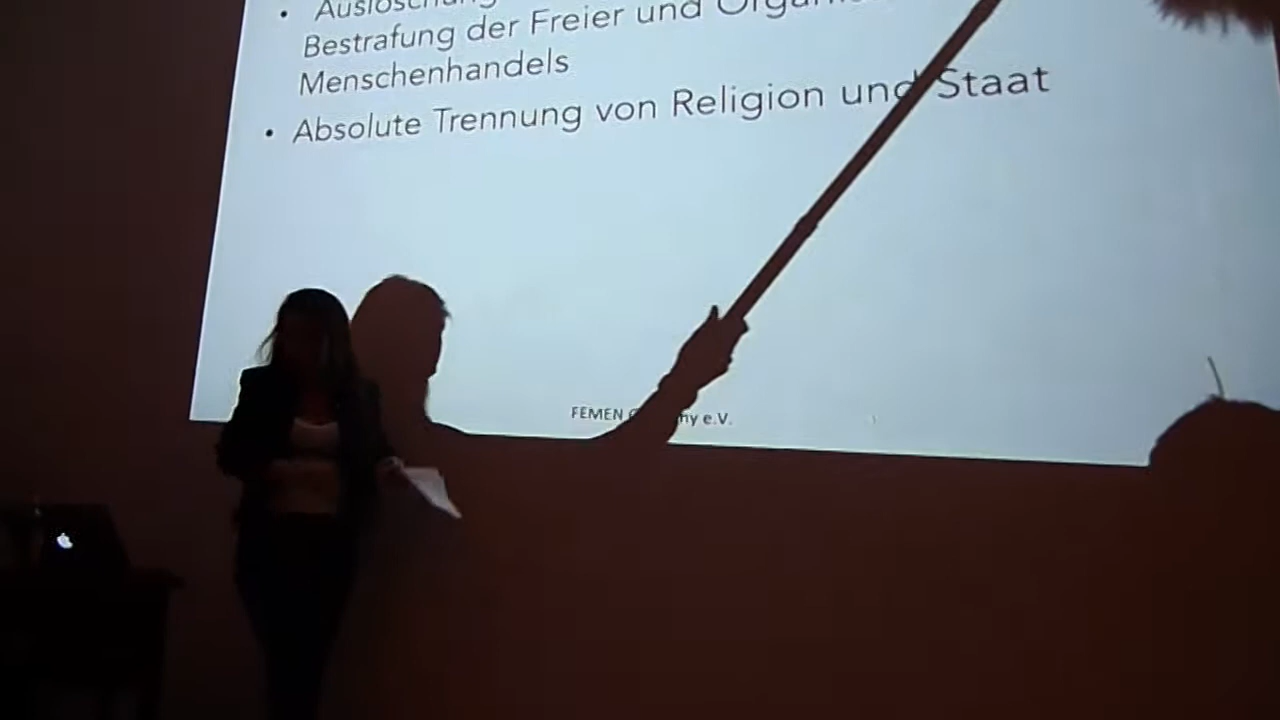 Bestrafung der Freier und
Menschenhandels
• Absolute Trennung von Religion und Staat
FEMEN e.V.